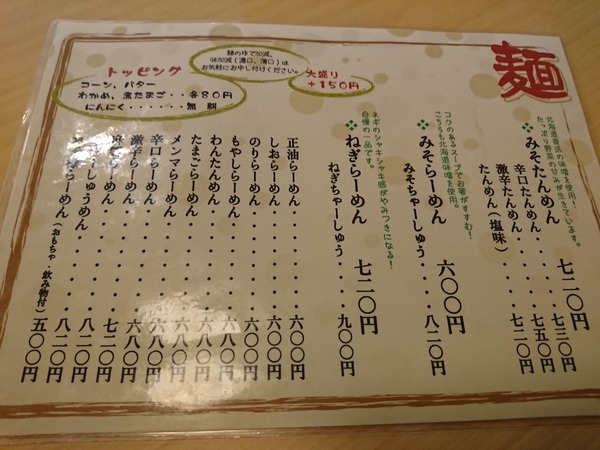 麺
北海道直送の味噌を使用!
たっぷり野菜の甘みが生きています。
❖みそたんめん 七二〇円
辛口たんめん・・・・七三〇円
激辛たんめん・・・・七五〇円
たんめん(塩味)・・・七二〇円
コクのあるスープでお箸がすすむ!
こちらも北海道味噌を使用。
❖みそらーめん 六〇〇円
みそちゃーしゅう・・・八二〇円
ネギのシャキシャキ感がやみつきになる!
自慢の一品です。
❖ねぎらーめん 七二〇円
ねぎちゃーしゅう・・・九〇〇円
麺のゆで加減、
味加減(濃口、薄口)は
お気軽にお申し付けください。
大盛り
+150円
トッピング
コーン、バター
わかめ、煮たまご・・各80円
にんにく・・・・・・・無料
正油らーめん・・・・・・六〇〇円
しおらーめん・・・・・・六〇〇円
のりらーめん・・・・・・六〇〇円
もやしらーめん・・・・・六八〇円
わんたんめん・・・・・・六八〇円
たまごらーめん・・・・・六八〇円
メンマらーめん・・・・・六八〇円
辛口らーめん・・・・・・六八〇円
激辛らーめん・・・・・・七二〇円
らーめん・・・・・・八二〇円
ちゃーしゅうめん・・・・八二〇円
らーめん(おもちゃ・飲み物付)五〇〇円